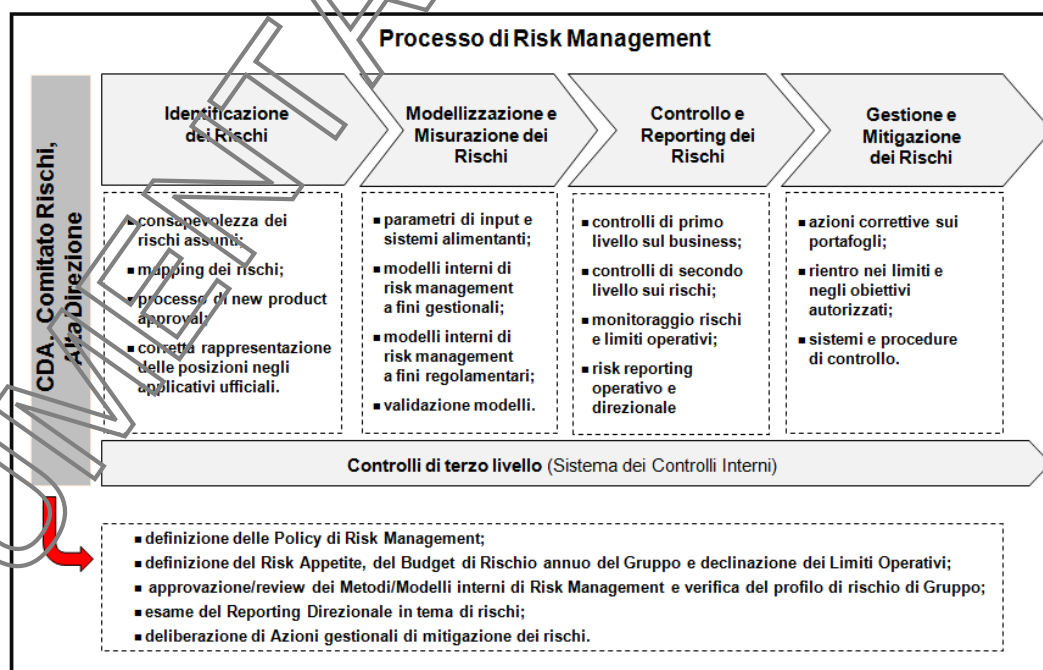 Processo di Risk Management
CDA, Comitato Rischi,
Alta Direzione
Identificazione
dei Rischi
Modellizzazione e
Misurazione dei
Rischi
Controllo e
Reporting dei
Rischi
Gestione e
Mitigazione
dei Rischi
▪ consapevolezza dei
rischi assunti;
▪ mapping dei rischi;
▪ processo di new product
approval;
▪ corretta rappresentazione
delle posizioni negli
applicativi ufficiali.
▪ parametri di input e
sistemi alimentanti;
▪ modelli interni di
risk management
a fini gestionali;
▪ modelli interni di
risk management
a fini regolamentari;
▪ validazione modelli.
▪ controlli di primo
livello sul business;
▪ controlli di secondo
livello sui rischi;
▪ monitoraggio rischi
e limiti operativi;
▪ risk reporting
operativo e
direzionale
▪ azioni correttive sui
portafogli;
▪ rientro nei limiti e
negli obiettivi
autorizzati;
▪ sistemi e procedure
di controllo.
Controlli di terzo livello (Sistema dei Controlli Interni)
▪ definizione delle Policy di Risk Management;
▪ definizione del Risk Appetite, del Budget di Rischio annuo del Gruppo e declinazione dei Limiti Operativi;
▪ approvazione/review dei Metodi/Modelli interni di Risk Management e verifica del profilo di rischio di Gruppo;
▪ esame del Reporting Direzionale in tema di rischi;
▪ deliberazione di Azioni gestionali di mitigazione dei rischi.
UMENTA